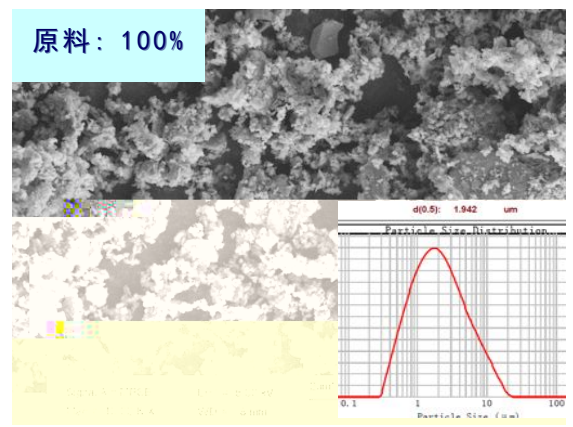 原料: 100%
d(0.5): 1.942 um
Particle Size Distribution
0.1 1 10 100
Particle Size (μm)